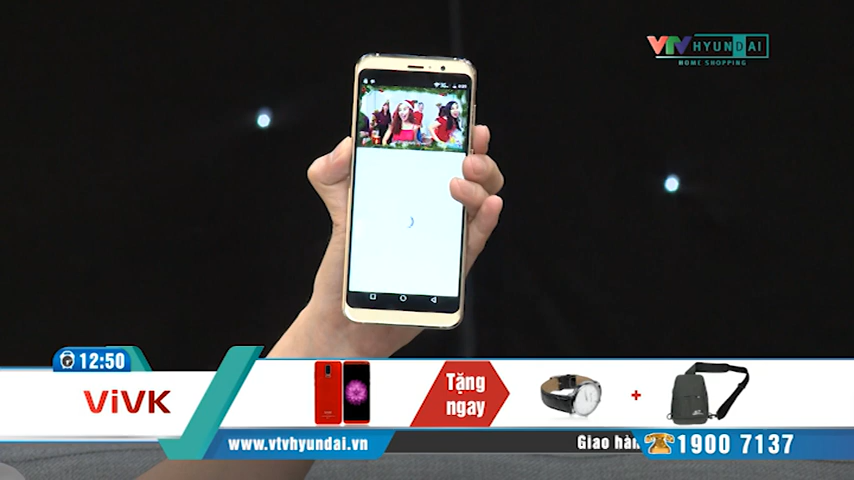 VTV HYUNDAI
HOME SHOPPING
12:50
ViVK
Tặng
ngay
+
www.vtvhyundai.vn
Giao hàn
1900 7137